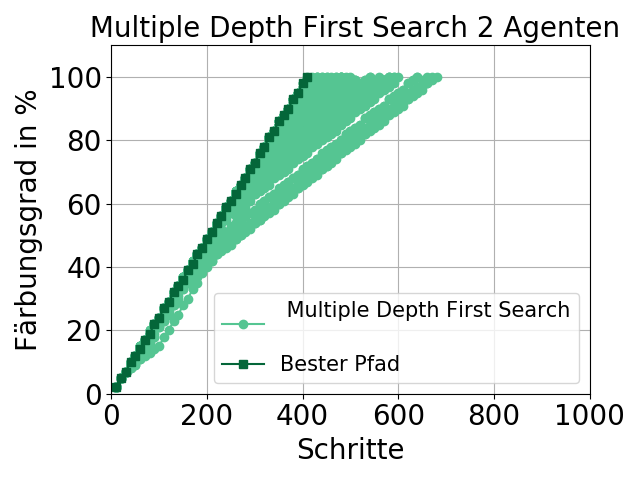 Multiple Depth First Search 2 Agenten
Färbungsgrad in %
100
80
60
40
20
0
Multiple Depth First Search
Bester Pfad
0 200 400 600 800 1000
Schritte